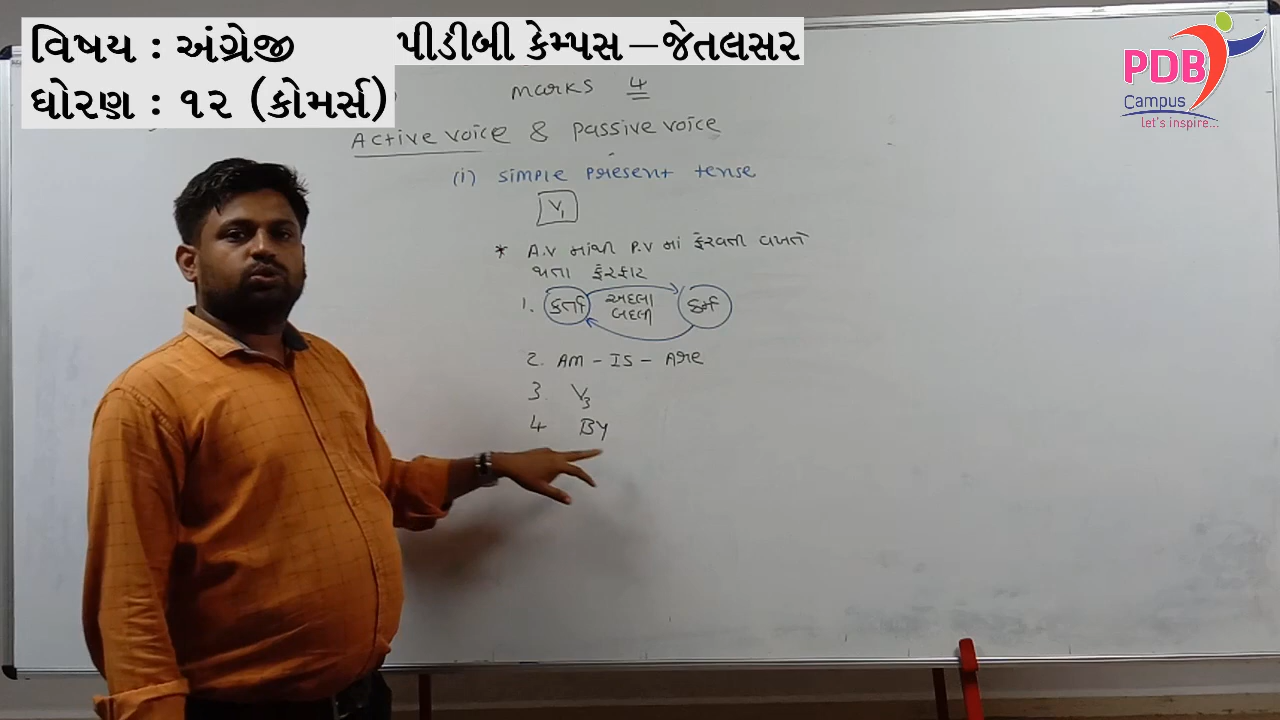 વિષય : અંગ્રેજી
પીડીબી કેમ્પસ – જેતલસર
ધોરણ : ૧૨ (કોમર્સ)
PDB
Campus
Let's inspire...
marks 4
Active voice & Passive voice
(i) simple present tense
V1
* A.V માંથી P.V માં ફેરવતી વખતે
થતા ફેરફાર
1. કર્તા અદલા બદલી કર્મ
2. AM - IS - Are
3. V3
4 BY